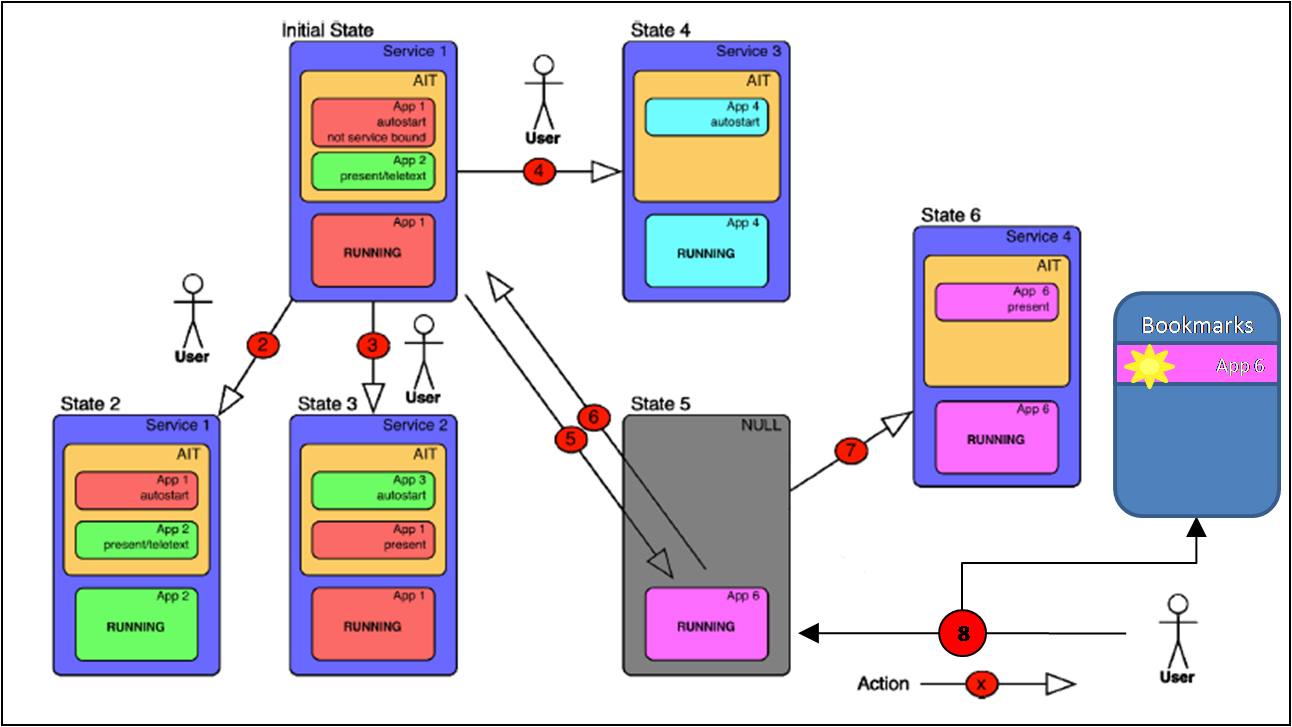 Initial State
Service 1
AIT
App 1
autostart
not service bound
App 2
present/teletext
App 1
RUNNING
User
4
State 4
Service 3
AIT
App 4
autostart
App 4
RUNNING
State 6
Service 4
AIT
App 6
present
App 6
RUNNING
Bookmarks
App 6
User
2
3
User
State 2
Service 1
AIT
App 1
autostart
App 2
present/teletext
App 2
RUNNING
State 3
Service 2
AIT
App 3
autostart
App 1
present
App 1
RUNNING
5
6
State 5
NULL
App 6
RUNNING
7
8
User
Action
x